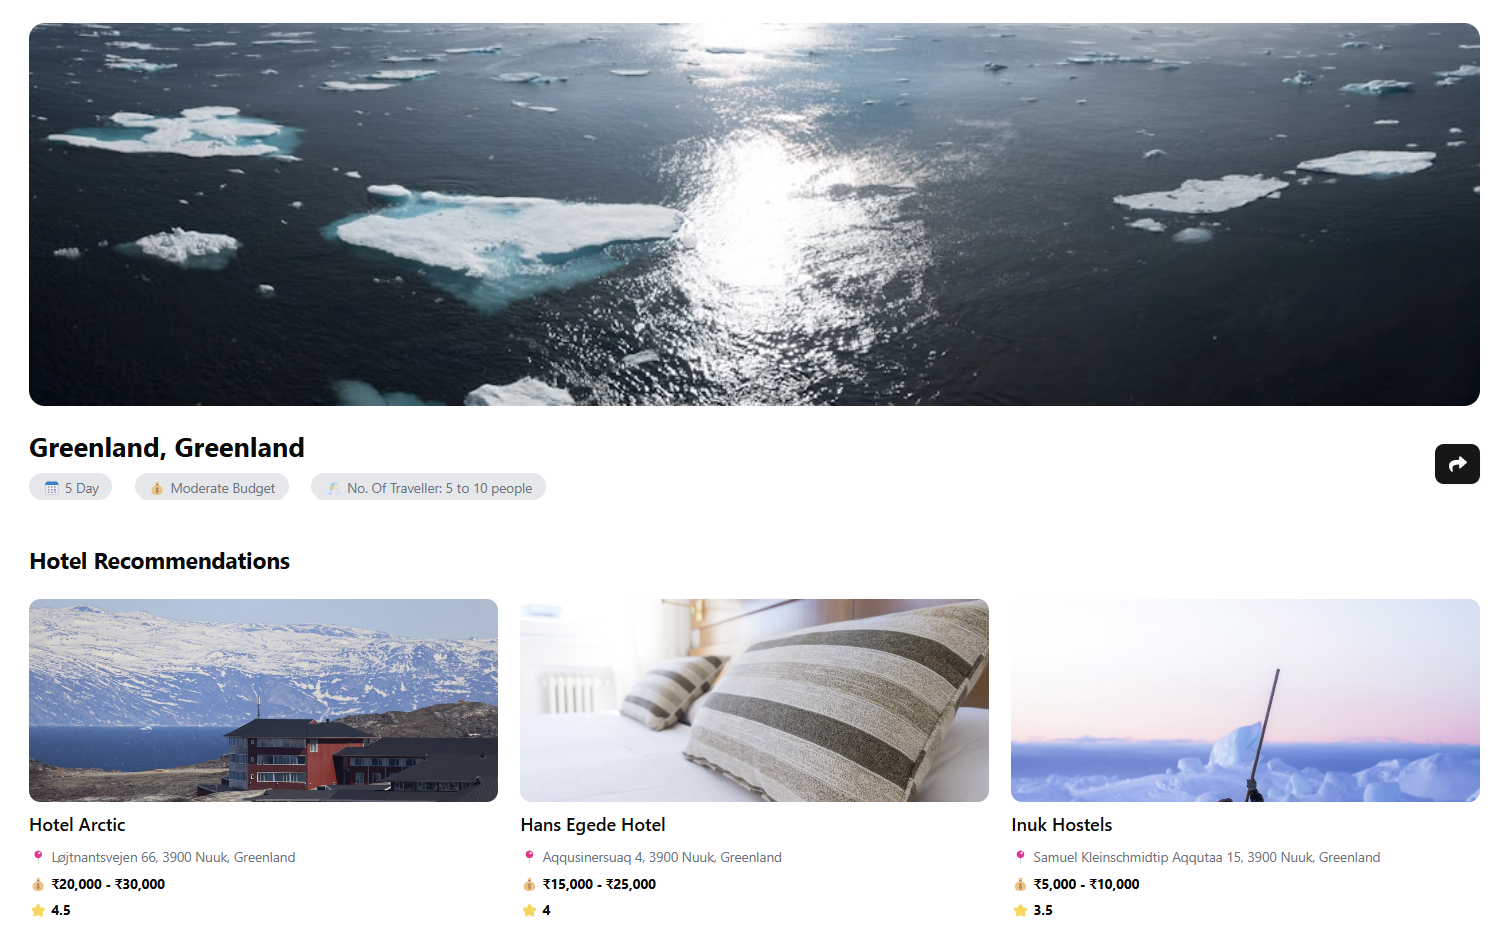 Greenland, Greenland
5 Day
Moderate Budget
No. Of Traveller: 5 to 10 people
Hotel Recommendations
Hotel Arctic
Løjtnantsvejen 66, 3900 Nuuk, Greenland
₹20,000 - ₹30,000
4.5
Hans Egede Hotel
Aqqusinersuaq 4, 3900 Nuuk, Greenland
₹15,000 - ₹25,000
4
Inuk Hostels
Samuel Kleinschmidtip Aqqutaa 15, 3900 Nuuk, Greenland
₹5,000 - ₹10,000
3.5